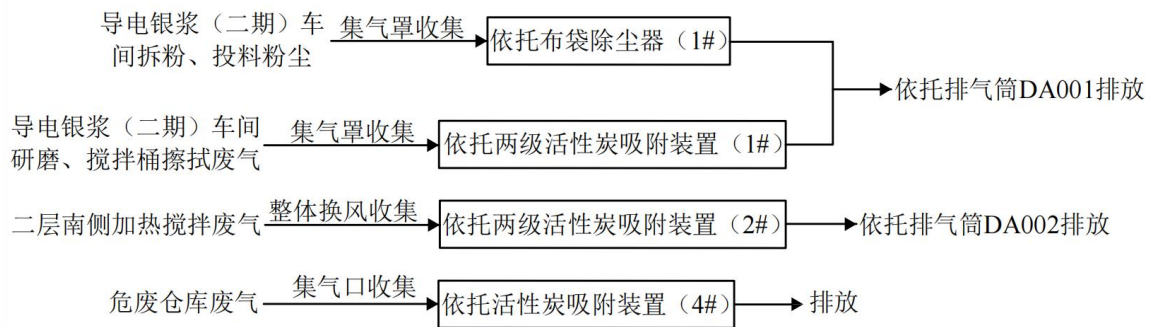 导电银浆（二期）车
间拆粉、投料粉尘
集气罩收集
依托布袋除尘器（1#）
依托排气筒DA001排放
导电银浆（二期）车间
研磨、搅拌桶擦拭废气
集气罩收集
依托两级活性炭吸附装置（1#）
二层南侧加热搅拌废气
整体换风收集
依托两级活性炭吸附装置（2#）
依托排气筒DA002排放
危废仓库废气
集气口收集
依托活性炭吸附装置（4#）
排放